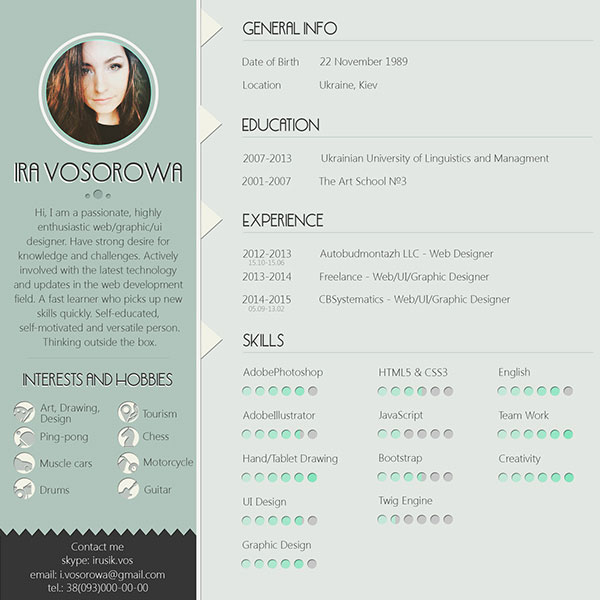 IRA VOSOROWA
Hi, I am a passionate, highly
enthusiastic web/graphic/ui
designer. Have strong desire for
knowledge and challenges. Actively
involved with the latest technology
and updates in the web development
field. A fast learner who picks up new
skills quickly. Self-educated,
self-motivated and versatile person.
Thinking outside the box.
INTERESTS AND HOBBIES
Art, Drawing,
Design
Tourism
Ping-pong
Chess
Muscle cars
Motorcycle
Drums
Guitar
Contact me
skype: irusik.vos
email: i.vosorowa@gmail.com
tel.: 38(093)000-00-00
GENERAL INFO
Date of Birth 22 November 1989
Location Ukraine, Kiev
EDUCATION
2007-2013 Ukrainian University of Linguistics and Managment
2001-2007 The Art School №3
EXPERIENCE
2012-2013 Autobudmontazh LLC - Web Designer
15.10-15.06
2013-2014 Freelance - Web/UI/Graphic Designer
2014-2015 CBSystematics - Web/UI/Graphic Designer
05.09-13.02
SKILLS
AdobePhotoshop HTML5 & CSS3 English
AdobeIllustrator JavaScript Team Work
Hand/Tablet Drawing Bootstrap Creativity
UI Design Twig Engine
Graphic Design